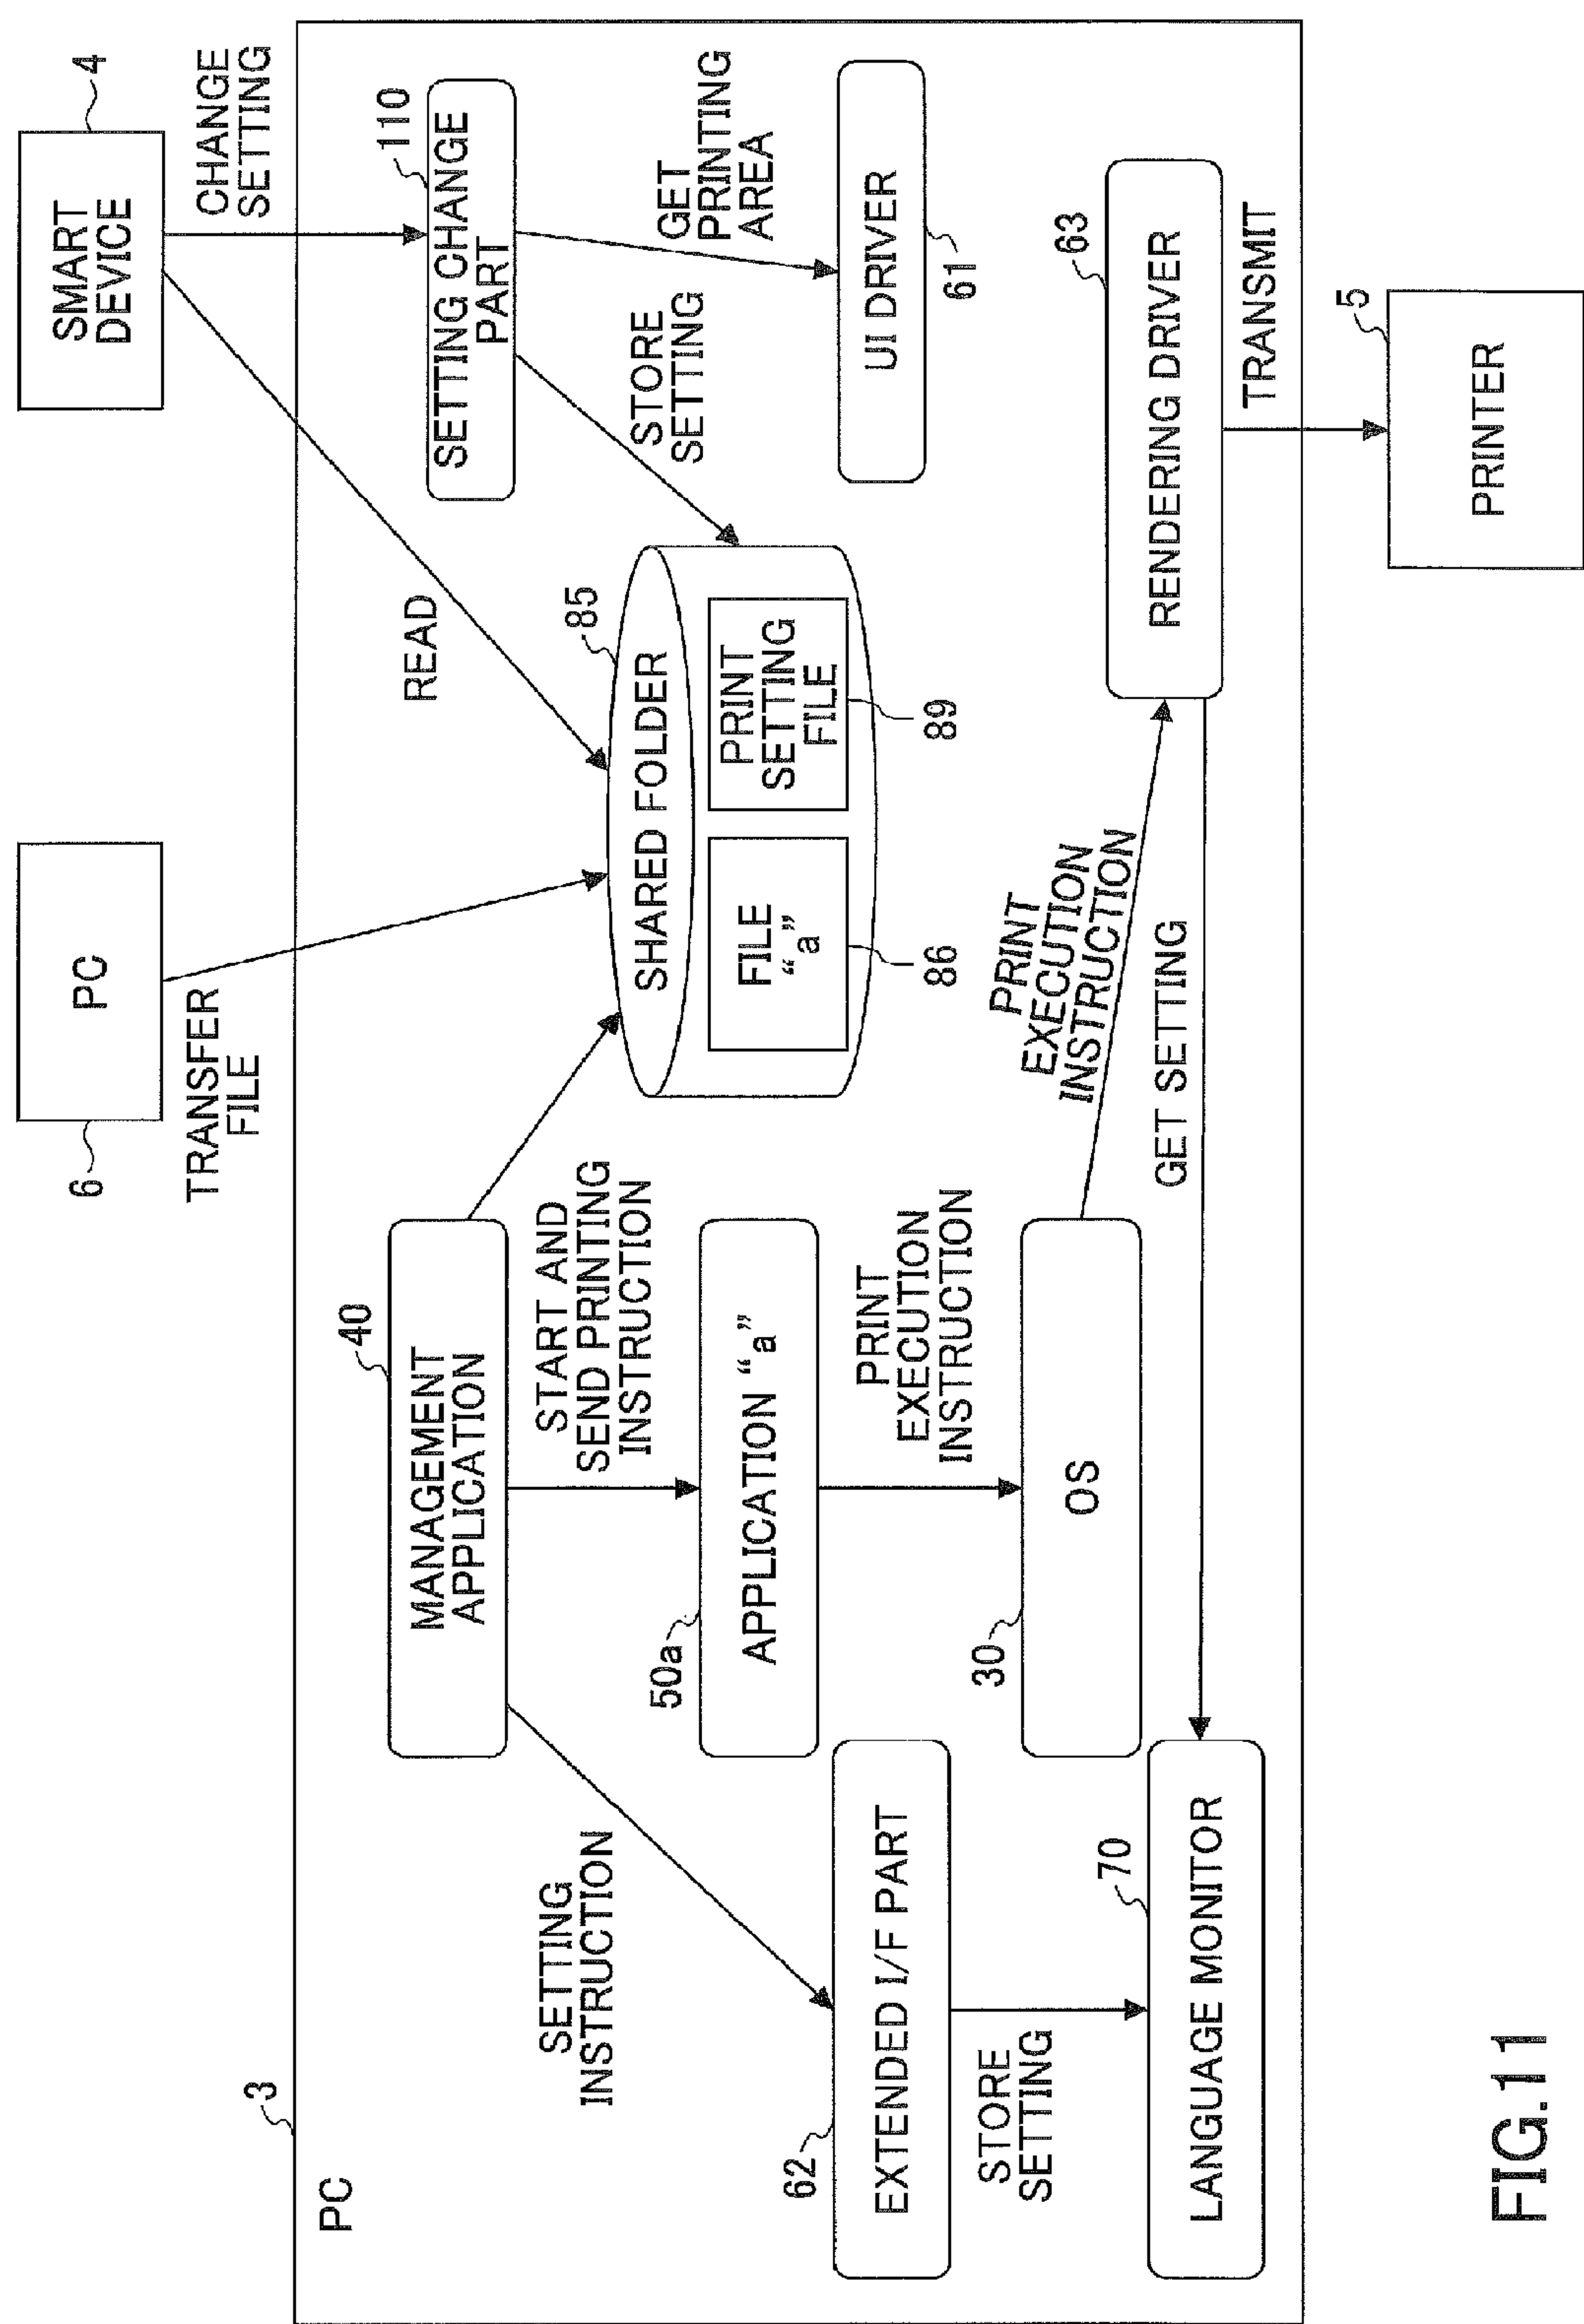 6
PC
SMART
DEVICE
4
TRANSFER
FILE
CHANGE
SETTING
3
PC
READ
40
MANAGEMENT
APPLICATION
110
SETTING CHANGE
PART
SETTING
INSTRUCTION
START AND
SEND PRINTING
INSTRUCTION
STORE
SETTING
GET
PRINTING
AREA
85
SHARED FOLDER
FILE
“a”
86
PRINT
SETTING
FILE
89
50a
APPLICATION “a”
UI DRIVER
61
62
EXTENDED I/F PART
PRINT
EXECUTION
INSTRUCTION
STORE
SETTING
30
OS
PRINT
EXECUTION
INSTRUCTION
63
RENDERING DRIVER
70
LANGUAGE MONITOR
GET SETTING
TRANSMIT
5
PRINTER
FIG.11